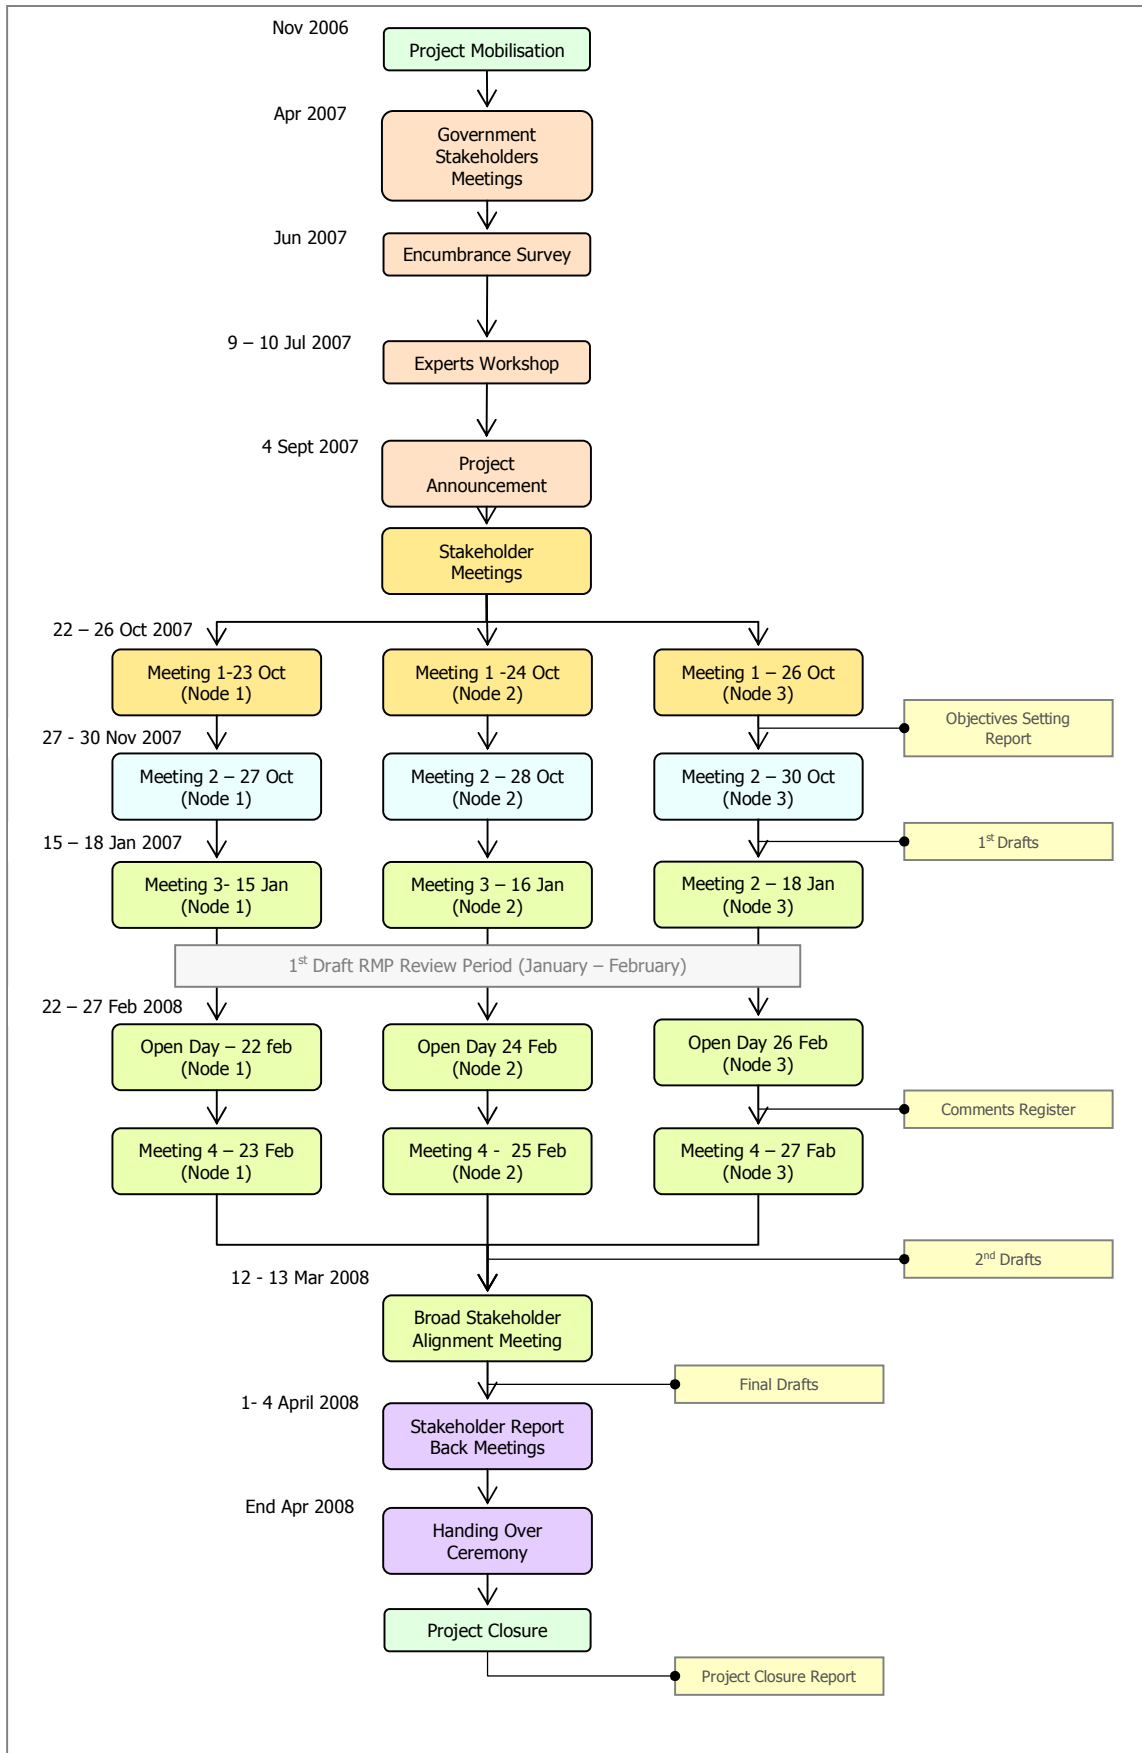 Nov 2006
Project Mobilisation
Apr 2007
Government
Stakeholders
Meetings
Jun 2007
Encumbrance Survey
9 – 10 Jul 2007
Experts Workshop
4 Sept 2007
Project
Announcement
Stakeholder
Meetings
22 – 26 Oct 2007
Meeting 1-23 Oct
(Node 1)
Meeting 1 -24 Oct
(Node 2)
Meeting 1 – 26 Oct
(Node 3)
Objectives Setting
Report
27 - 30 Nov 2007
Meeting 2 – 27 Oct
(Node 1)
Meeting 2 – 28 Oct
(Node 2)
Meeting 2 – 30 Oct
(Node 3)
1st Drafts
15 – 18 Jan 2007
Meeting 3- 15 Jan
(Node 1)
Meeting 3 – 16 Jan
(Node 2)
Meeting 2 – 18 Jan
(Node 3)
1st Draft RMP Review Period (January – February)
22 – 27 Feb 2008
Open Day – 22 feb
(Node 1)
Open Day 24 Feb
(Node 2)
Open Day 26 Feb
(Node 3)
Comments Register
Meeting 4 – 23 Feb
(Node 1)
Meeting 4 -  25 Feb
(Node 2)
Meeting 4 – 27 Fab
(Node 3)
2nd Drafts
12 - 13 Mar 2008
Broad Stakeholder
Alignment Meeting
Final Drafts
1- 4 April 2008
Stakeholder Report
Back Meetings
End Apr 2008
Handing Over
Ceremony
Project Closure
Project Closure Report